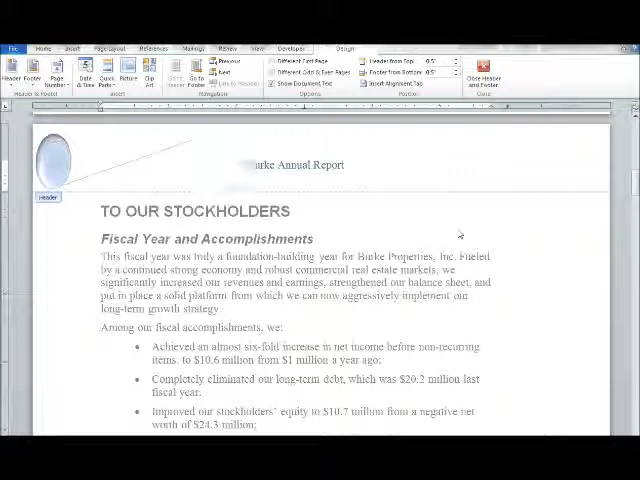 File Home Insert Page Layout References Mailings Review View Developer Design
Header Footer Page Number Date & Time Quick Parts Picture Clip Art Go to Header Go to Footer Previous Next Link to Previous Different First Page Different Odd & Even Pages Show Document Text Header from Top: 0.5" Footer from Bottom: 0.5" Insert Alignment Tab Close Header and Footer
Header & Footer Insert Navigation Options Position Close
Annual Report
Header
TO OUR STOCKHOLDERS
Fiscal Year and Accomplishments
This fiscal year was truly a foundation-building year for Burke Properties, Inc. Fueled
by a continued strong economy and robust commercial real estate markets, we
significantly increased our revenues and earnings, strengthened our balance sheet, and
put in place a solid platform from which we can now aggressively implement our
long-term growth strategy.
Among our fiscal accomplishments, we:
• Achieved an almost six-fold increase in net income before non-recurring
items, to $10.6 million from $1 million a year ago;
• Completely eliminated our long-term debt, which was $20.2 million last
fiscal year.
• Improved our stockholders' equity to $10.7 million from a negative net
worth of $24.3 million;